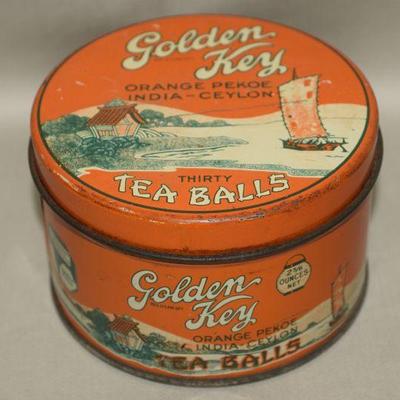 Golden
Key
ORANGE PEKOE
INDIA-CEYLON
THIRTY
TEA BALLS
Golden
Key
ORANGE PEKOE
INDIA-CEYLON
TEA BALLS
OUNCES
NET